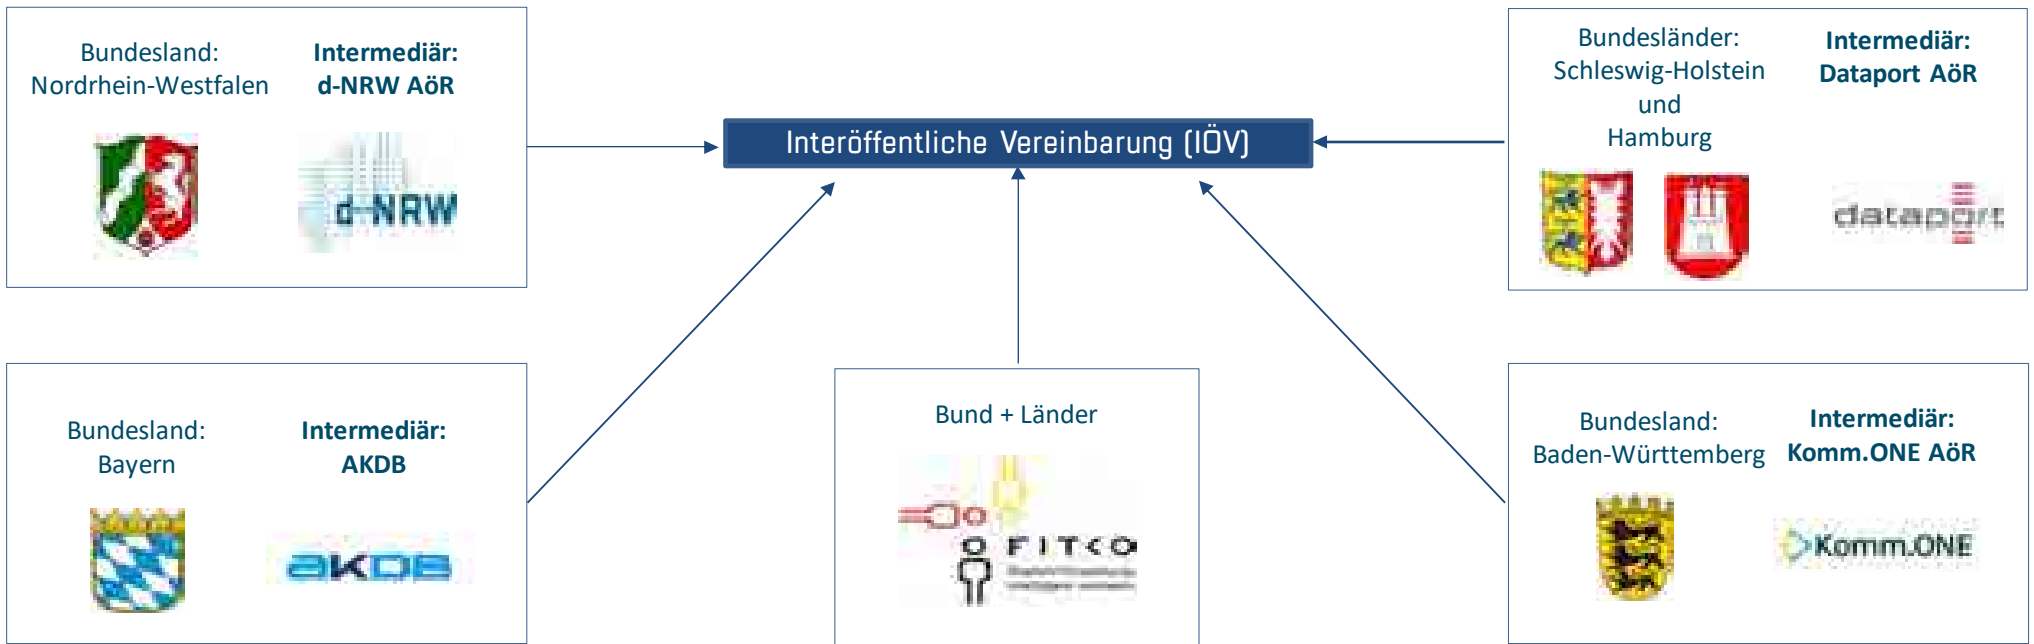 Bundesland:
Nordrhein-Westfalen
Intermediär:
d-NRW AöR
d-NRW
Interöffentliche Vereinbarung (IÖV)
Bundesländer:
Schleswig-Holstein
und
Hamburg
Intermediär:
Dataport AöR
dataport
Bundesland:
Bayern
Intermediär:
AKDB
AKDB
Bund + Länder
FITKO
Bundesland:
Baden-Württemberg
Intermediär:
Komm.ONE AöR
Komm.ONE